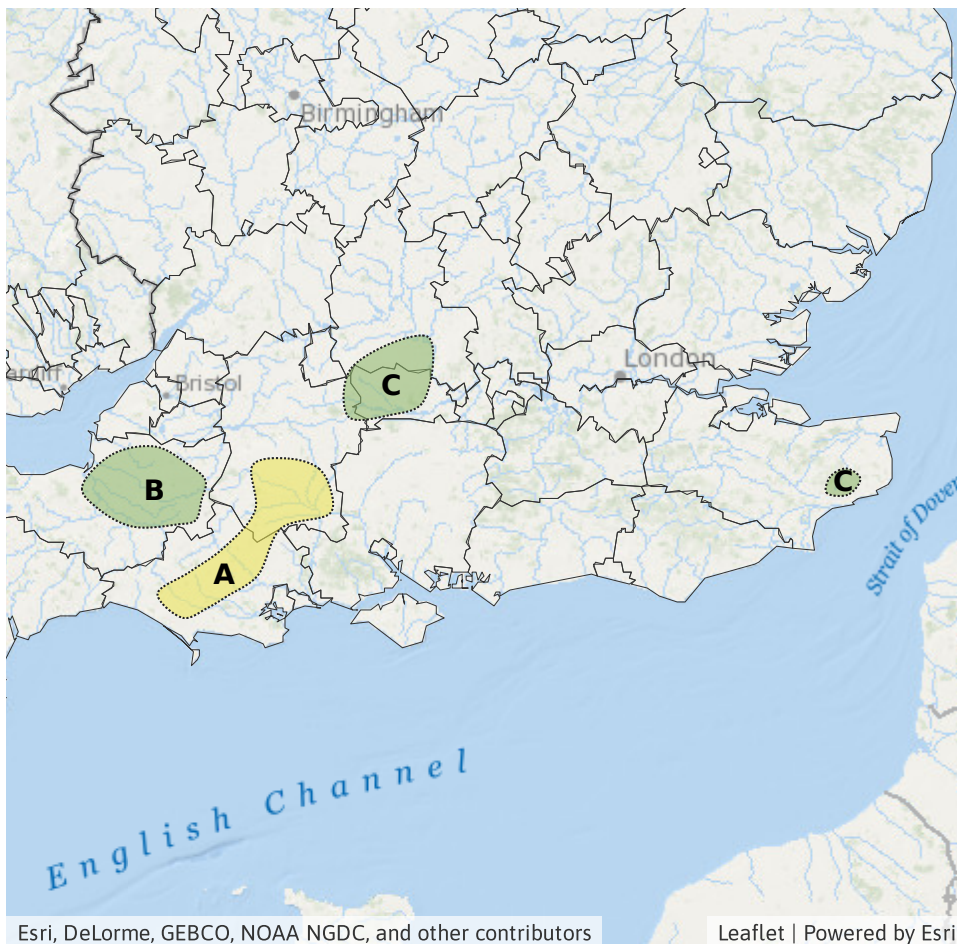 Birmingham
ardiff
Bristol
London
C
C
B
A
Strait of Dover
English Channel
Esri, DeLorme, GEBCO, NOAA NGDC, and other contributors
Leaflet | Powered by Esri